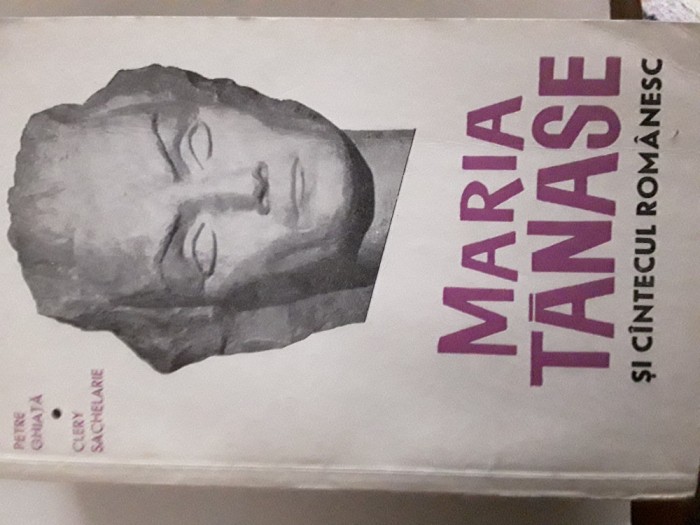 PETRE
GHIAȚĂ
•
CLERY
SACHELARIE
MARIA
TĂNASE
ȘI CÎNTECUL ROMÂNESC